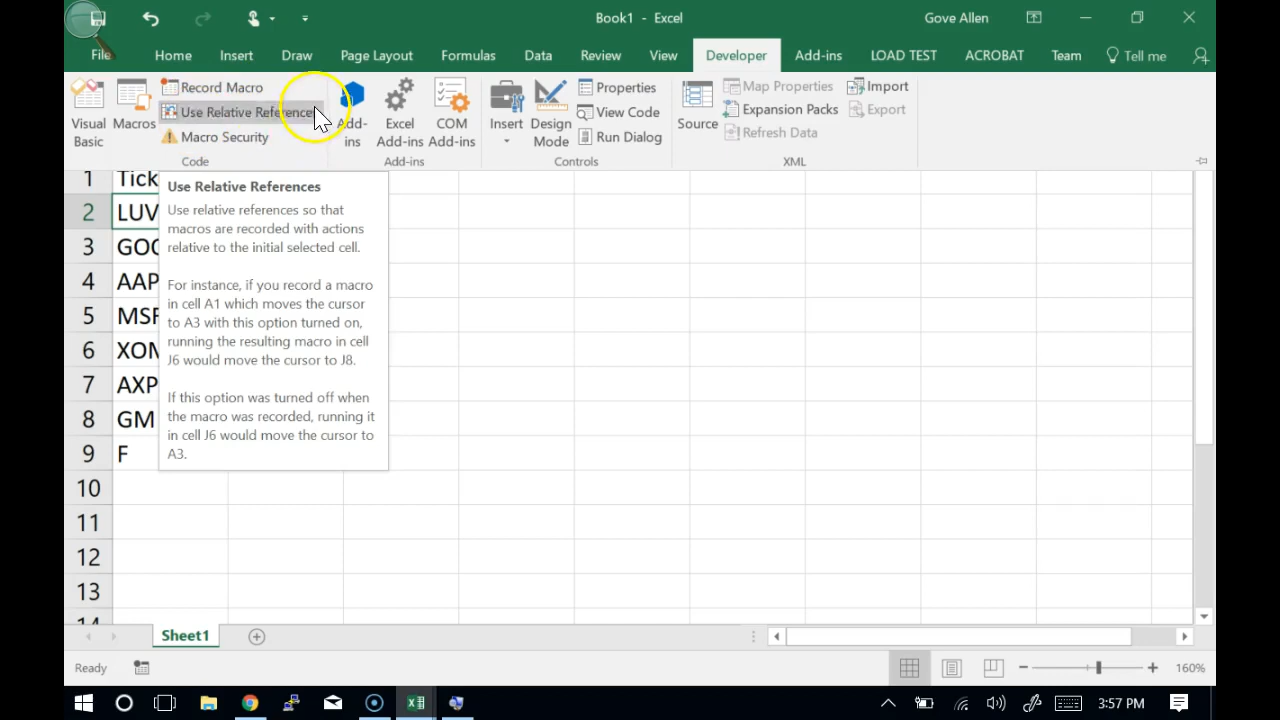 Book1 - Excel
Gove Allen
File Home Insert Draw Page Layout Formulas Data Review View Developer Add-ins LOAD TEST ACROBAT Team Tell me
Visual Basic
Macros
Record Macro
Use Relative References
Macro Security
Code
Add-ins
Excel Add-ins
COM Add-ins
Add-ins
Insert
Design Mode
Properties
View Code
Run Dialog
Controls
Source
Map Properties
Expansion Packs
Refresh Data
Import
Export
XML
1 Tick
2 LUV
3 GOO
4 AAP
5 MSF
6 XOM
7 AXP
8 GM
9 F
10
11
12
13
14
Use Relative References
Use relative references so that
macros are recorded with actions
relative to the initial selected cell.
For instance, if you record a macro
in cell A1 which moves the cursor
to A3 with this option turned on,
running the resulting macro in cell
J6 would move the cursor to J8.
If this option was turned off when
the macro was recorded, running it
in cell J6 would move the cursor to
A3.
Sheet1
Ready
160%
3:57 PM